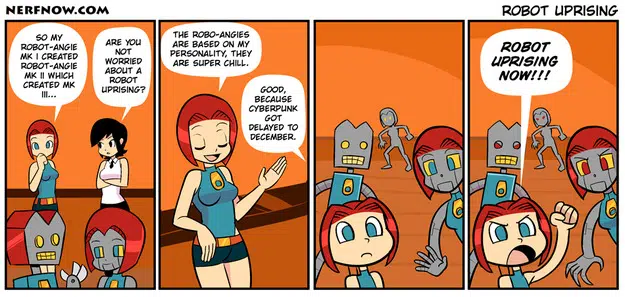 NERFNOW.COM
ROBOT UPRISING
SO MY
ROBOT-ANGIE
MK I CREATED
ROBOT-ANGIE
MK II WHICH
CREATED MK
III...
ARE YOU
NOT
WORRIED
ABOUT A
ROBOT
UPRISING?
THE ROBO-ANGIES
ARE BASED ON MY
PERSONALITY, THEY
ARE SUPER CHILL.
GOOD,
BECAUSE
CYBERPUNK
GOT
DELAYED TO
DECEMBER.
ROBOT
UPRISING
NOW!!!